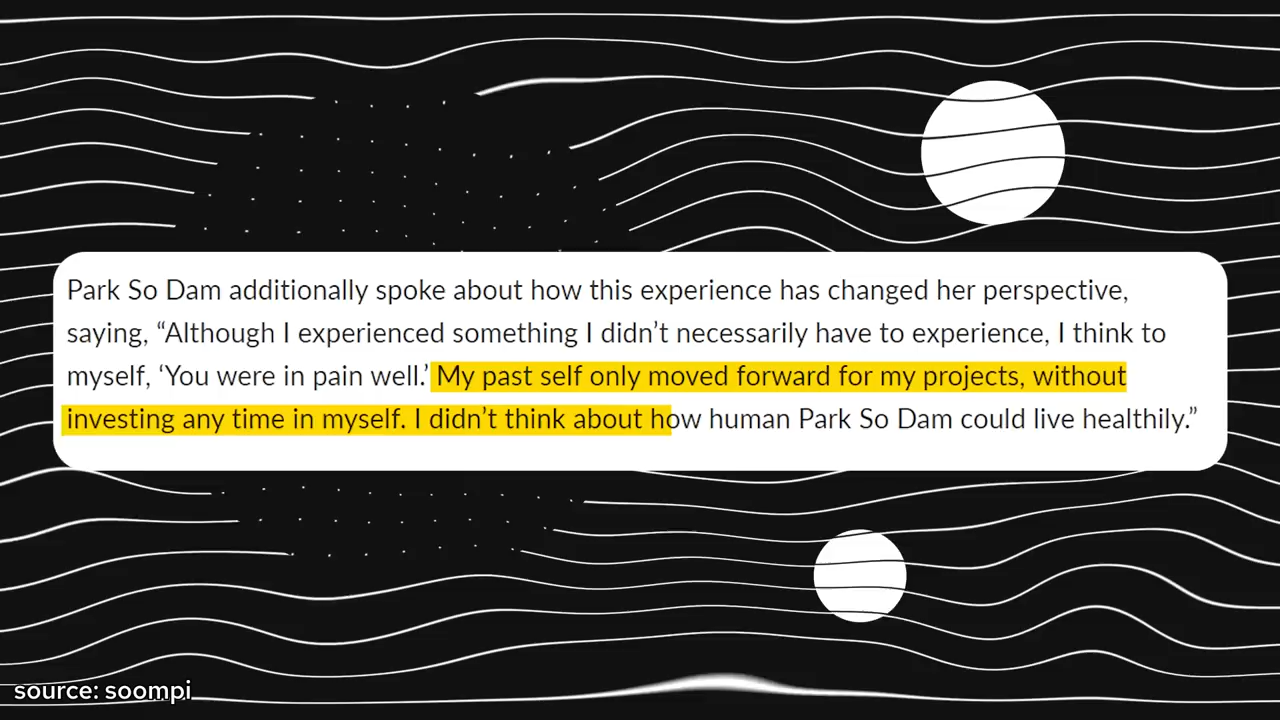 Park So Dam additionally spoke about how this experience has changed her perspective,
saying, “Although I experienced something I didn’t necessarily have to experience, I think to
myself, ‘You were in pain well.’ My past self only moved forward for my projects, without
investing any time in myself. I didn’t think about how human Park So Dam could live healthily.”
source: soompi